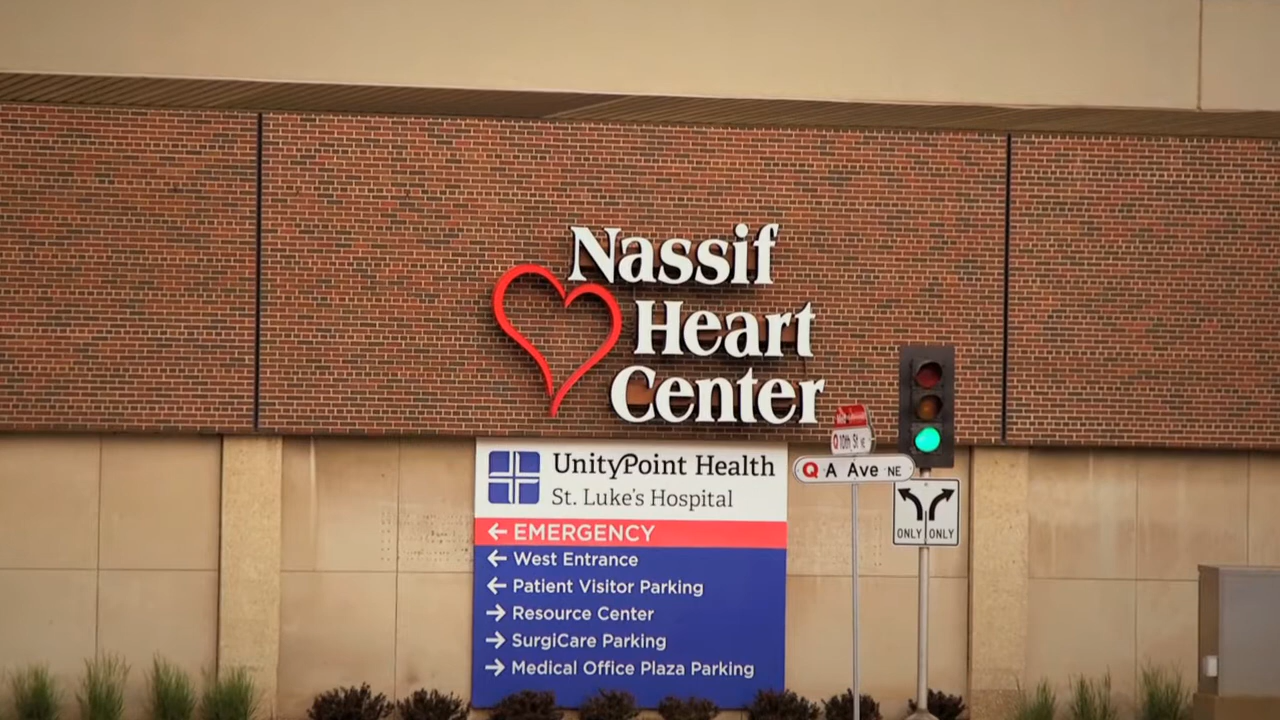 Nassif
Heart
Center
UnityPoint Health
St. Luke's Hospital
← EMERGENCY
← West Entrance
← Patient Visitor Parking
→ Resource Center
→ SurgiCare Parking
→ Medical Office Plaza Parking
Q 10th St NE
Q A Ave NE
ONLY ONLY